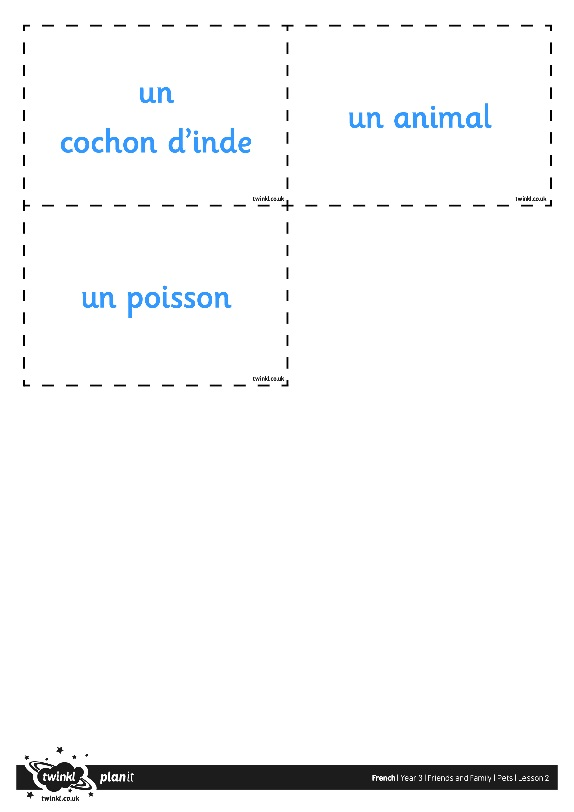 un
cochon d'inde
twinkl.co.uk
un animal
twinkl.co.uk
un poisson
twinkl.co.uk
twinkl
twinkl.co.uk
planit
French | Year 3 | Friends and Family | Pets | Lesson 2